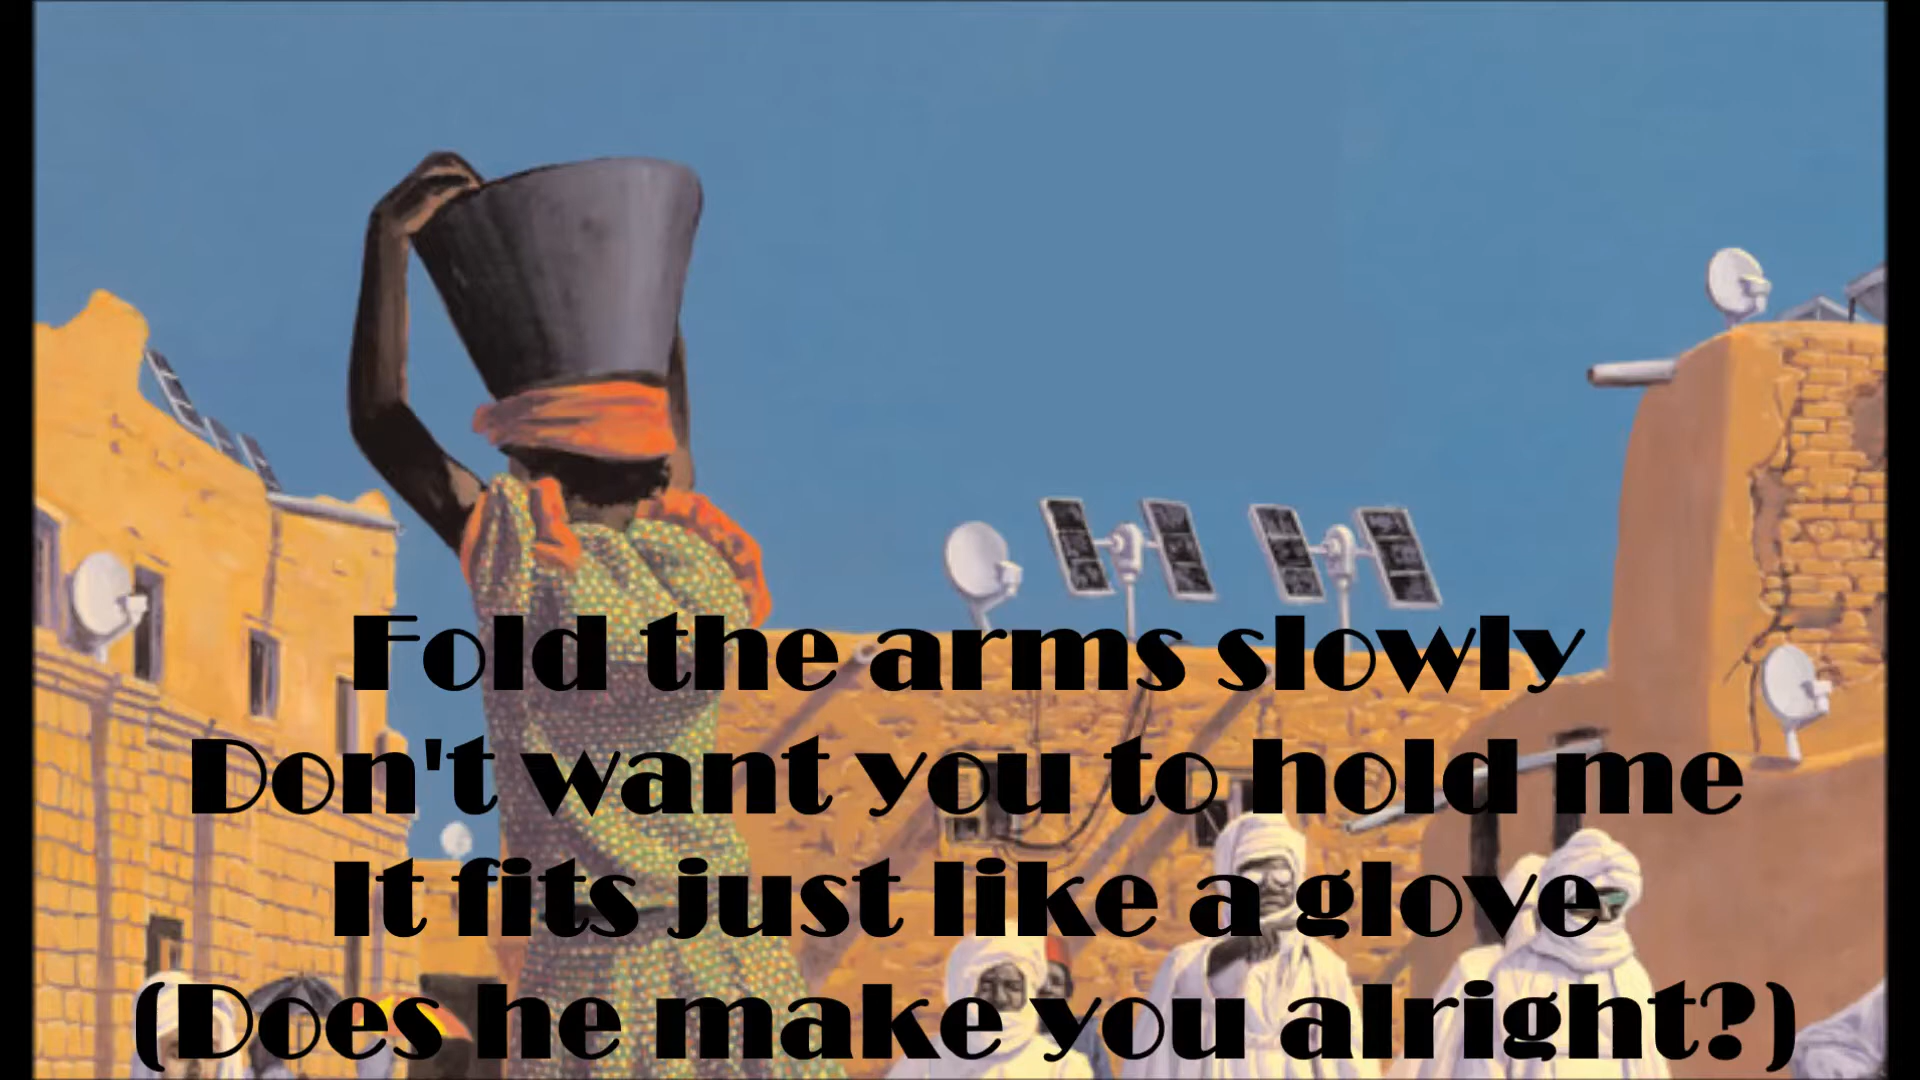 Fold the arms slowly
Don't want you to hold me
It fits just like a glove
(Does he make you alright?)